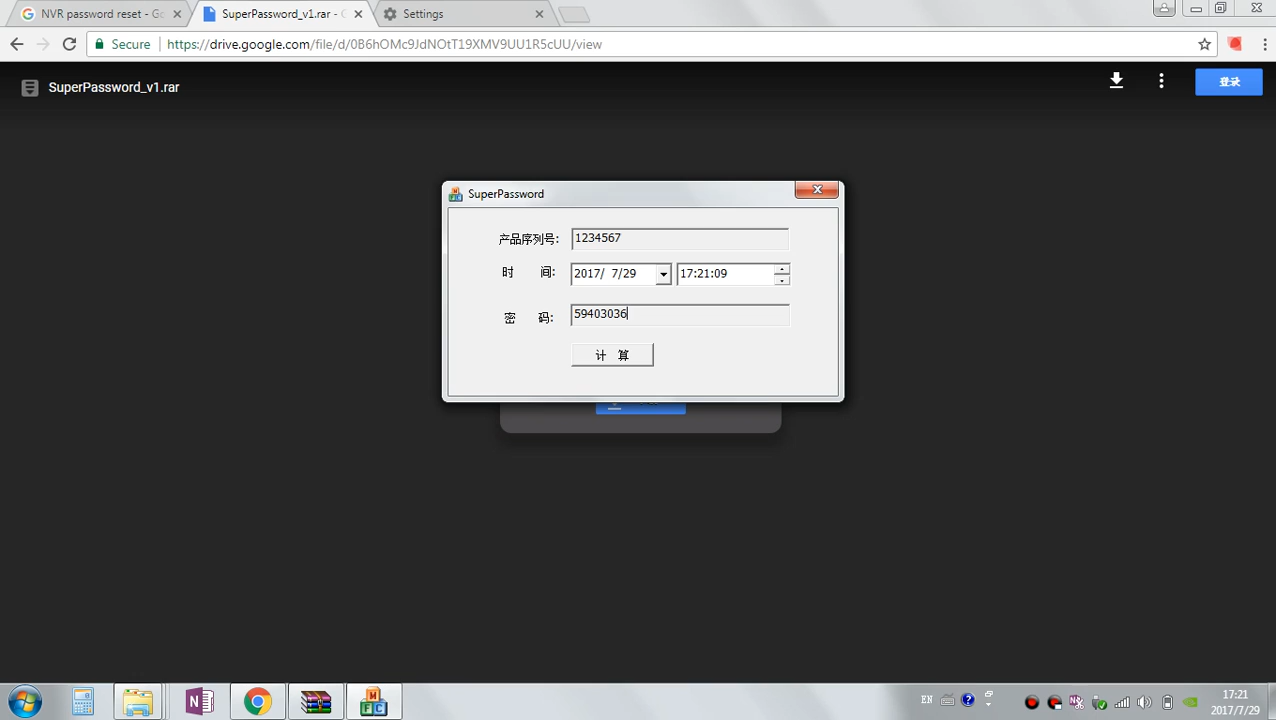 NVR password reset - Go
SuperPassword_v1.rar - G
Settings
Secure
https://drive.google.com/file/d/0B6hOMc9JdNOtT19XMV9UU1R5cUU/view
SuperPassword_v1.rar
登录
SuperPassword
产品序列号: 1234567
时 间: 2017/ 7/29 17:21:09
密 码: 59403036
计 算
EN
17:21
2017/7/29